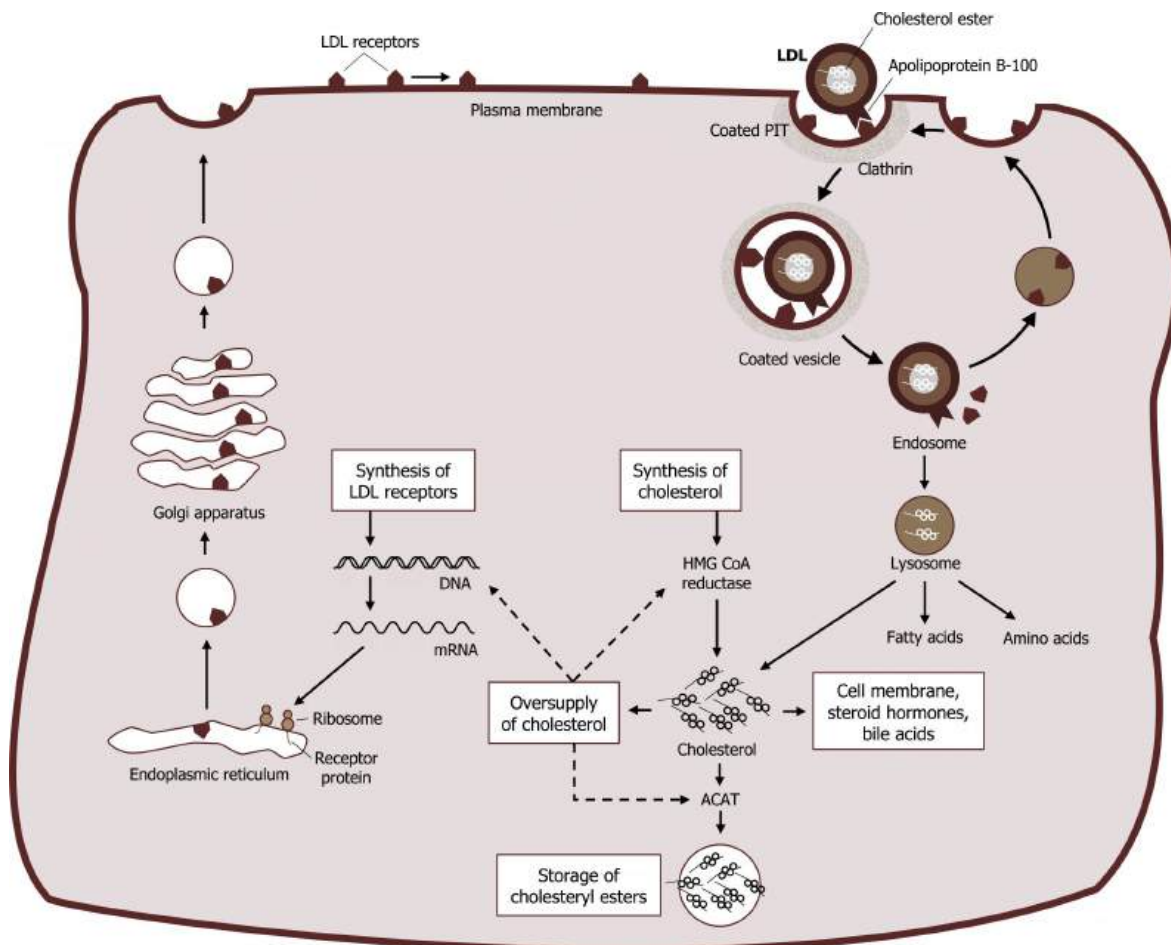 Cholesterol ester
LDL receptors
LDL
Apolipoprotein B-100
Plasma membrane
Coated PIT
Clathrin
Coated vesicle
Endosome
Golgi apparatus
Synthesis of
LDL receptors
Synthesis of
cholesterol
DNA
HMG CoA
reductase
Lysosome
mRNA
Fatty acids
Amino acids
Oversupply
of cholesterol
Cell membrane,
steroid hormones,
bile acids
Ribosome
Receptor
protein
Endoplasmic reticulum
Cholesterol
ACAT
Storage of
cholesteryl esters